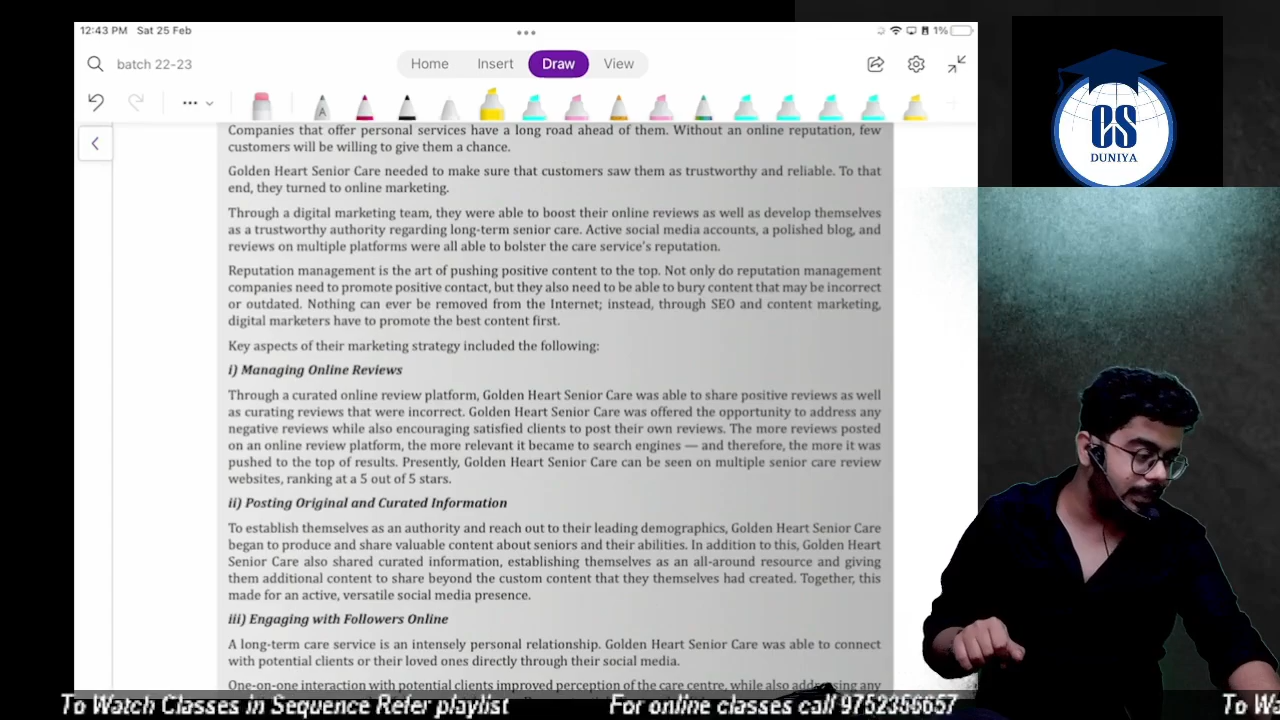 12:43 PM Sat 25 Feb
1%
batch 22-23
Home Insert Draw View
A
CS
DUNIYA
Companies that offer personal services have a long road ahead of them. Without an online reputation, few
customers will be willing to give them a chance.
Golden Heart Senior Care needed to make sure that customers saw them as trustworthy and reliable. To that
end, they turned to online marketing.
Through a digital marketing team, they were able to boost their online reviews as well as develop themselves
as a trustworthy authority regarding long-term senior care. Active social media accounts, a polished blog, and
reviews on multiple platforms were all able to bolster the care service's reputation.
Reputation management is the art of pushing positive content to the top. Not only do reputation management
companies need to promote positive contact, but they also need to be able to bury content that may be incorrect
or outdated. Nothing can ever be removed from the Internet; instead, through SEO and content marketing,
digital marketers have to promote the best content first.
Key aspects of their marketing strategy included the following:
i) Managing Online Reviews
Through a curated online review platform, Golden Heart Senior Care was able to share positive reviews as well
as curating reviews that were incorrect. Golden Heart Senior Care was offered the opportunity to address any
negative reviews while also encouraging satisfied clients to post their own reviews. The more reviews posted
on an online review platform, the more relevant it became to search engines — and therefore, the more it was
pushed to the top of results. Presently, Golden Heart Senior Care can be seen on multiple senior care review
websites, ranking at a 5 out of 5 stars.
ii) Posting Original and Curated Information
To establish themselves as an authority and reach out to their leading demographics, Golden Heart Senior Care
began to produce and share valuable content about seniors and their abilities. In addition to this, Golden Heart
Senior Care also shared curated information, establishing themselves as an all-around resource and giving
them additional content to share beyond the custom content that they themselves had created. Together, this
made for an active, versatile social media presence.
iii) Engaging with Followers Online
A long-term care service is an intensely personal relationship. Golden Heart Senior Care was able to connect
with potential clients or their loved ones directly through their social media.
One-on-one interaction with potential clients improved perception of the care centre, while also addressing any
To Watch Classes in Sequence Refer playlist For online classes call 9752356657 To Wa